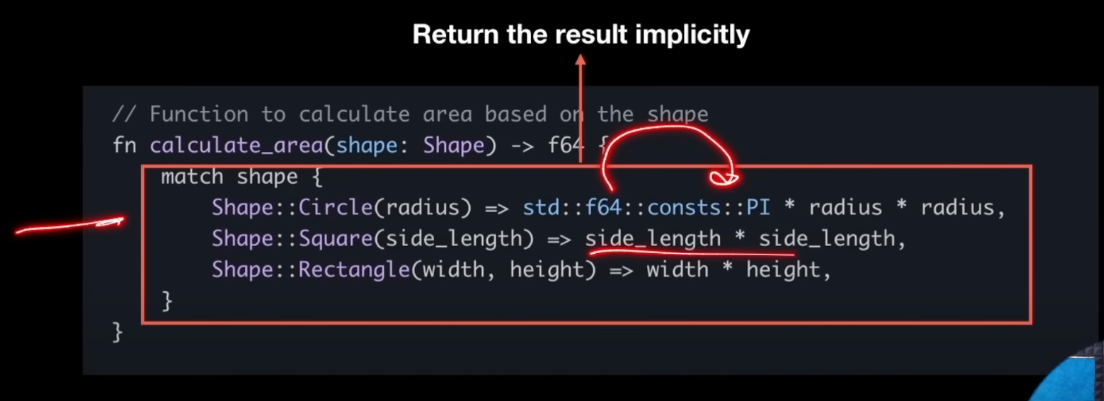 Return the result implicitly
// Function to calculate area based on the shape
fn calculate_area(shape: Shape) -> f64 {
match shape {
Shape::Circle(radius) => std::f64::consts::PI * radius * radius,
Shape::Square(side_length) => side_length * side_length,
Shape::Rectangle(width, height) => width * height,
}
}